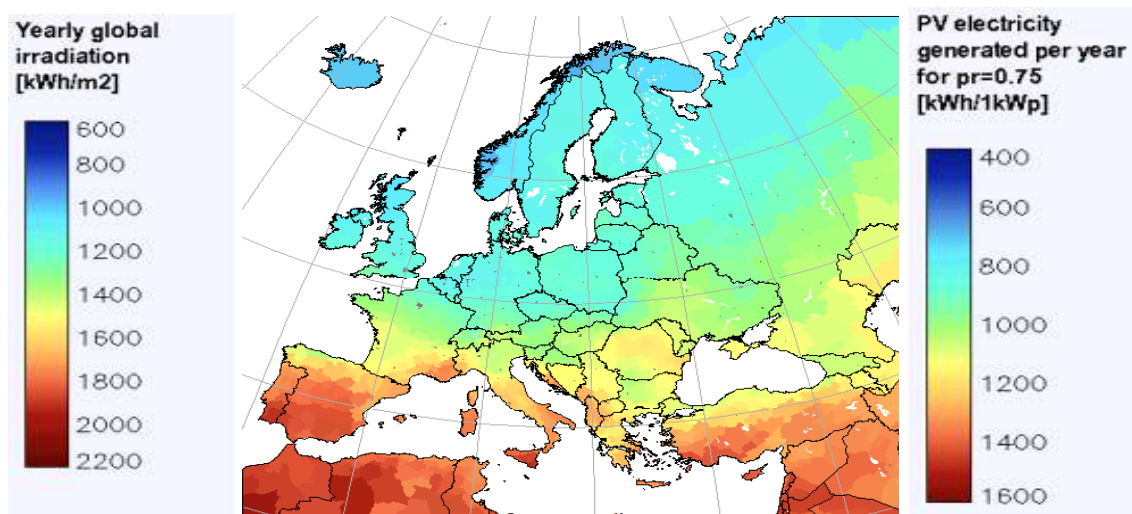 Yearly global
irradiation
[kWh/m2]
600
800
1000
1200
1400
1600
1800
2000
2200
PV electricity
generated per year
for pr=0.75
[kWh/1kWp]
400
600
800
1000
1200
1400
1600